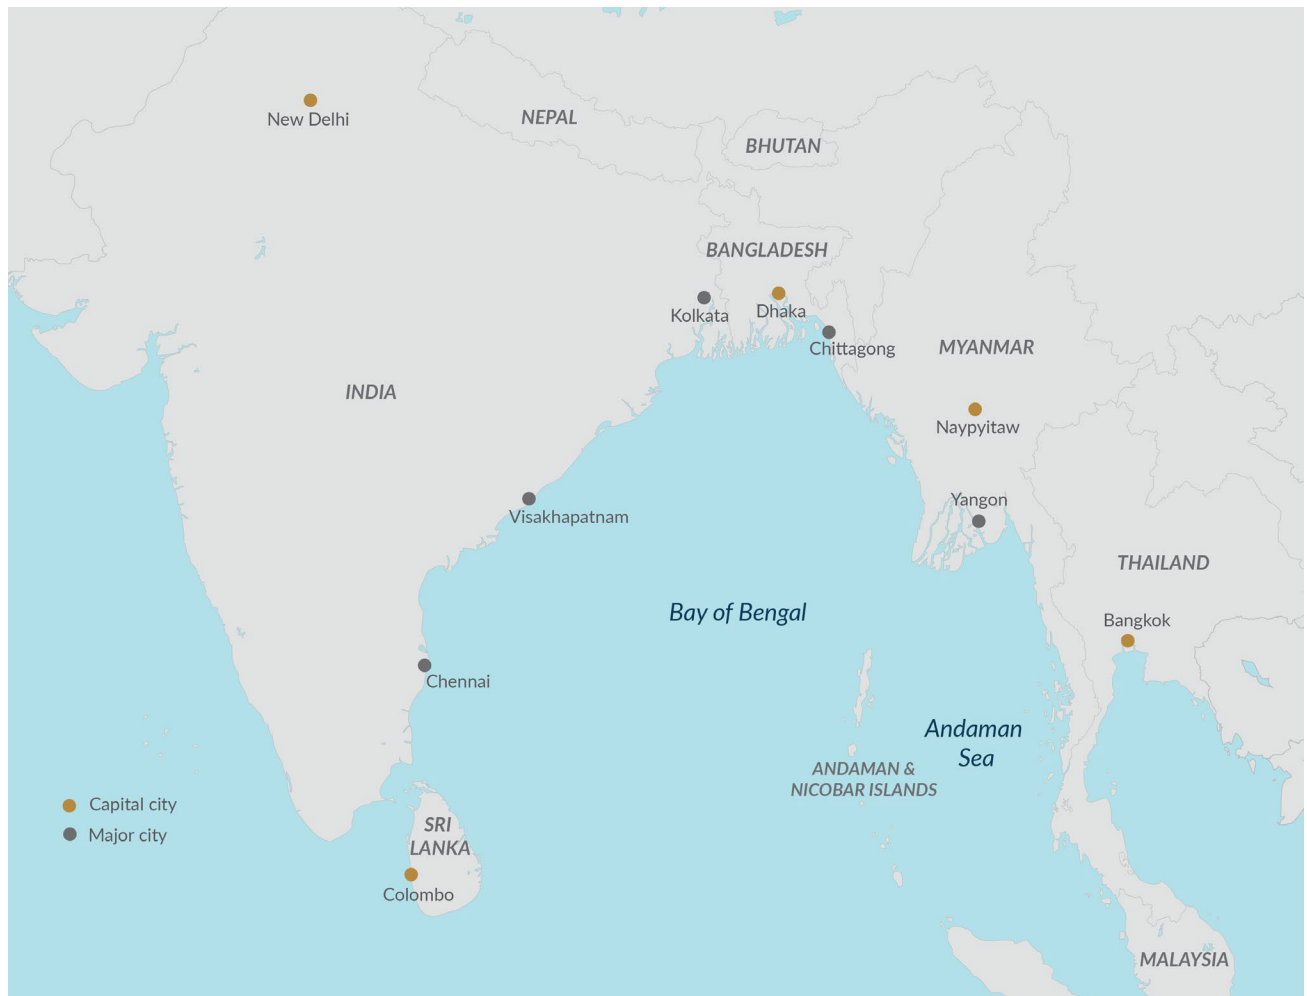 New Delhi
NEPAL
BHUTAN
BANGLADESH
Kolkata
Dhaka
Chittagong
MYANMAR
INDIA
Naypyitaw
Yangon
Visakhapatnam
THAILAND
Bay of Bengal
Bangkok
Chennai
Andaman
Sea
ANDAMAN &
NICOBAR ISLANDS
Capital city
Major city
SRI
LANKA
Colombo
MALAYSIA